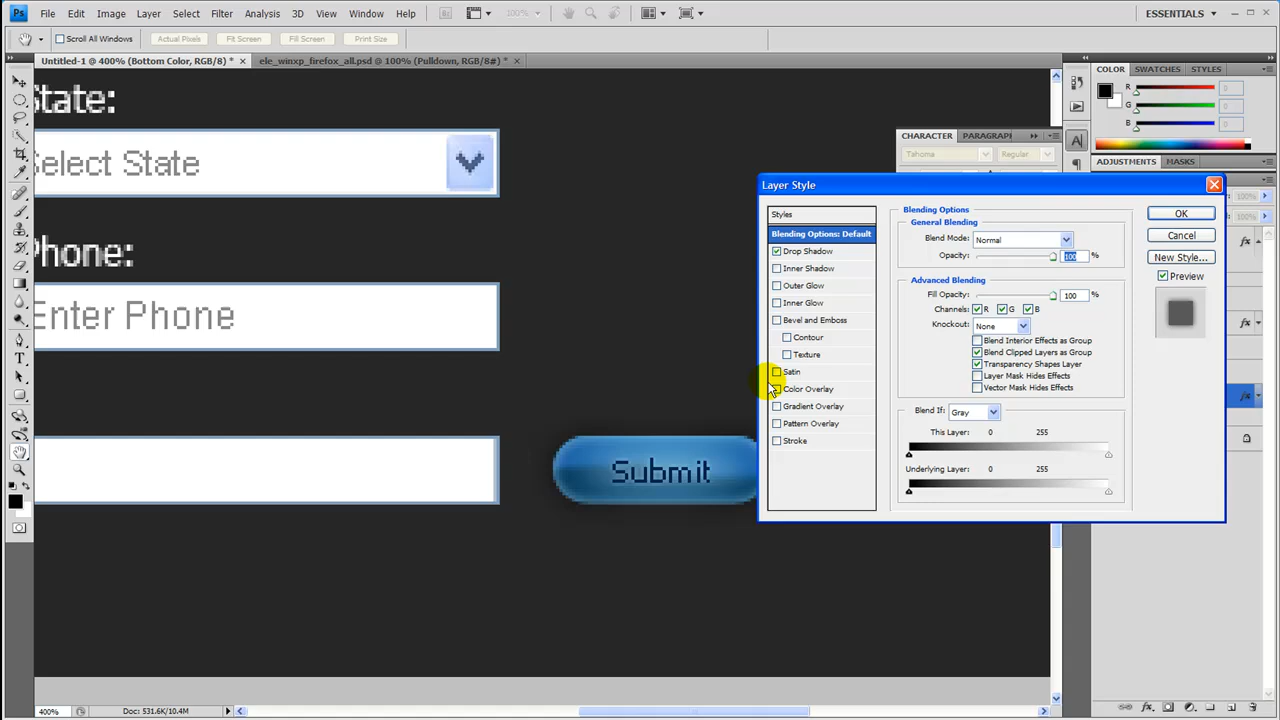 Ps File Edit Image Layer Select Filter Analysis 3D View Window Help 100% ESSENTIALS
Scroll All Windows Actual Pixels Fit Screen Fill Screen Print Size
Untitled-1 @ 400% (Bottom Color, RGB/8) * ele_winxp_firefox_all.psd @ 100% (Pulldown, RGB/8#) *
COLOR SWATCHES STYLES
R 0
G 0
B 0
State:
Select State
Phone:
Enter Phone
Submit
CHARACTER PARAGRAPH
Tahoma Regular
ADJUSTMENTS MASKS
100%
100%
Layer Style
Styles
Blending Options: Default
Drop Shadow
Inner Shadow
Outer Glow
Inner Glow
Bevel and Emboss
Contour
Texture
Satin
Color Overlay
Gradient Overlay
Pattern Overlay
Stroke
Blending Options
General Blending
Blend Mode: Normal
Opacity: 100 %
Advanced Blending
Fill Opacity: 100 %
Channels: R G B
Knockout: None
Blend Interior Effects as Group
Blend Clipped Layers as Group
Transparency Shapes Layer
Layer Mask Hides Effects
Vector Mask Hides Effects
Blend If: Gray
This Layer: 0 255
Underlying Layer: 0 255
OK
Cancel
New Style...
Preview
400% Doc: 531.6K/10.4M